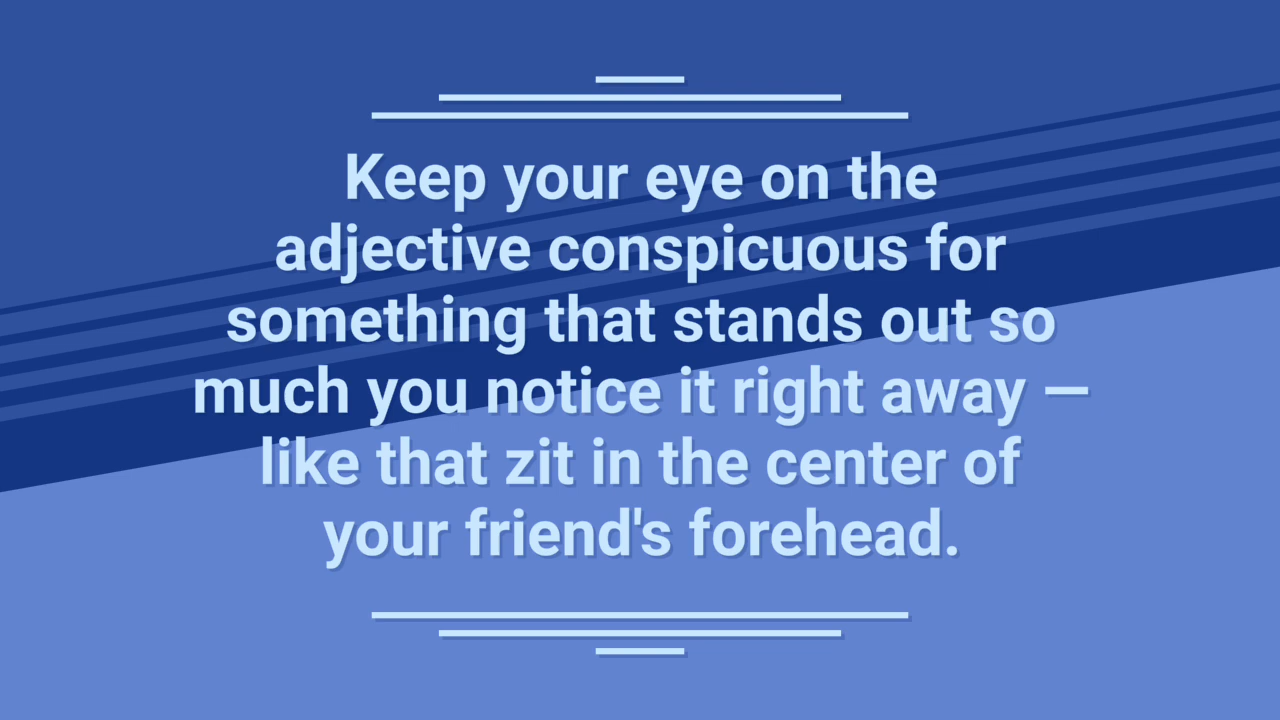 Keep your eye on the
adjective conspicuous for
something that stands out so
much you notice it right away —
like that zit in the center of
your friend's forehead.